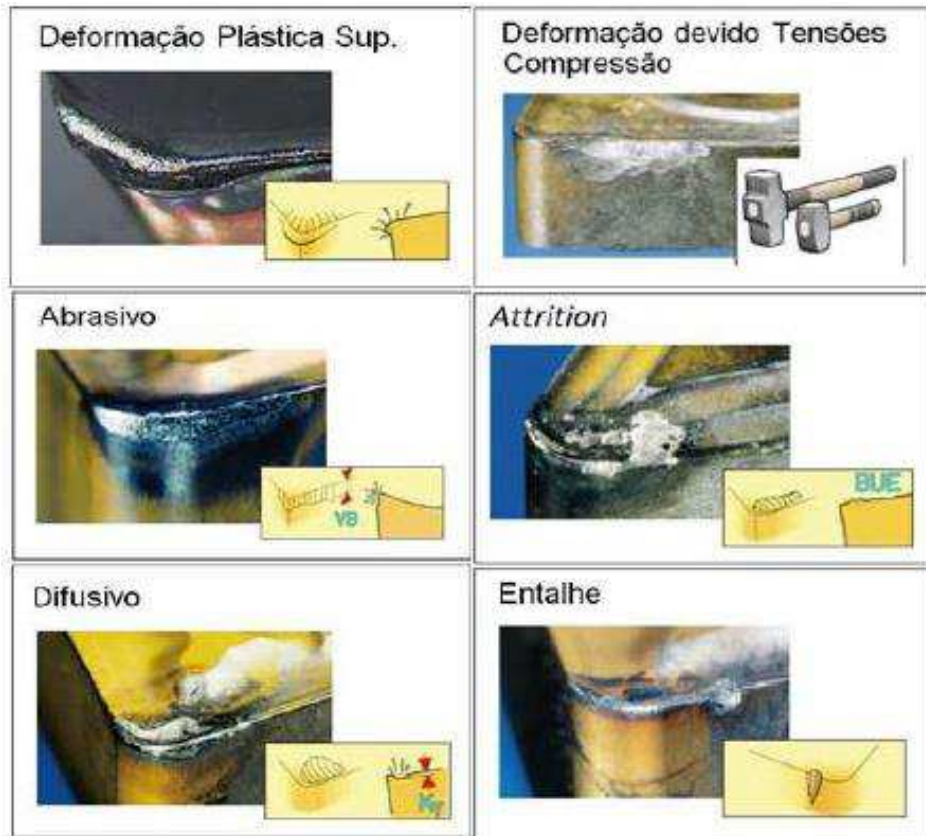 Deformação Plástica Sup.
Deformação devido Tensões
Compressão
Abrasivo
VB
Attrition
BUE
Difusivo
Entalhe